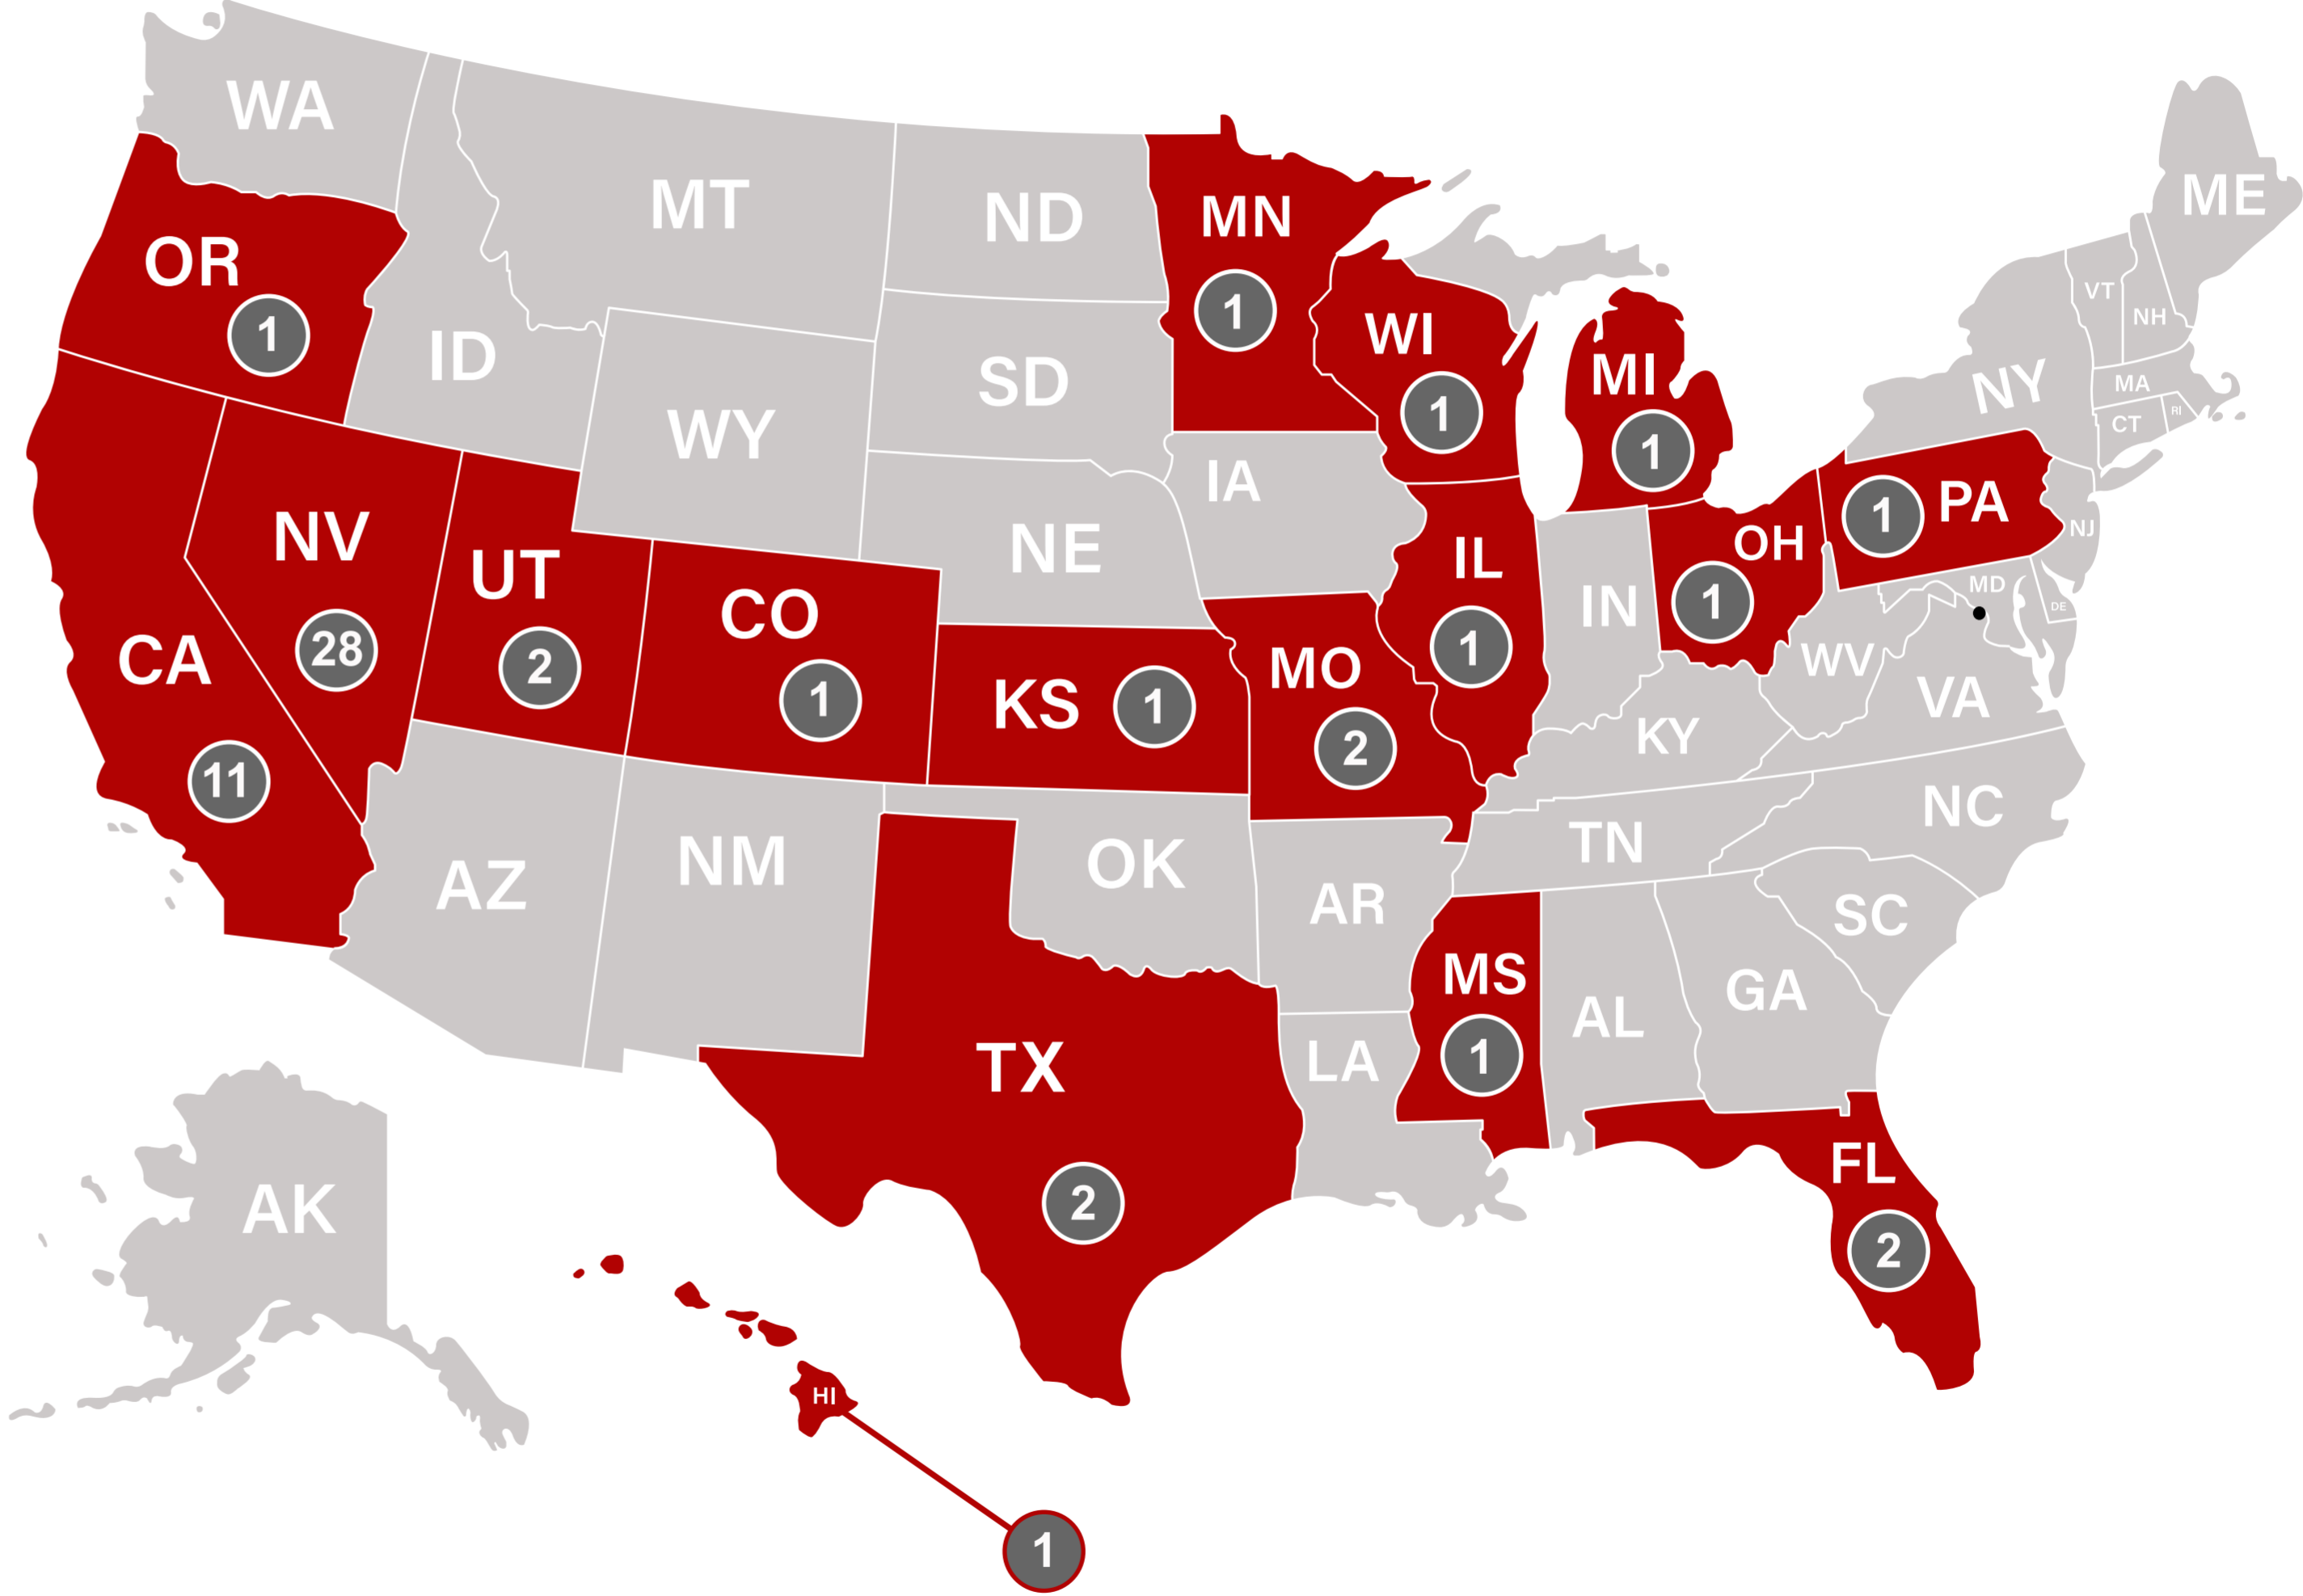 WA
MT
ND
MN
1
OR
1
ID
WY
SD
WI
1
MI
1
ME
VT
NH
NY
MA
CT
RI
NV
28
UT
2
CO
1
NE
IA
IL
1
IN
OH
1
1
PA
NJ
MD
DE
CA
11
KS
1
MO
2
KY
WV
VA
AZ
NM
OK
AR
TN
NC
SC
TX
2
LA
MS
1
AL
GA
FL
2
AK
HI
1